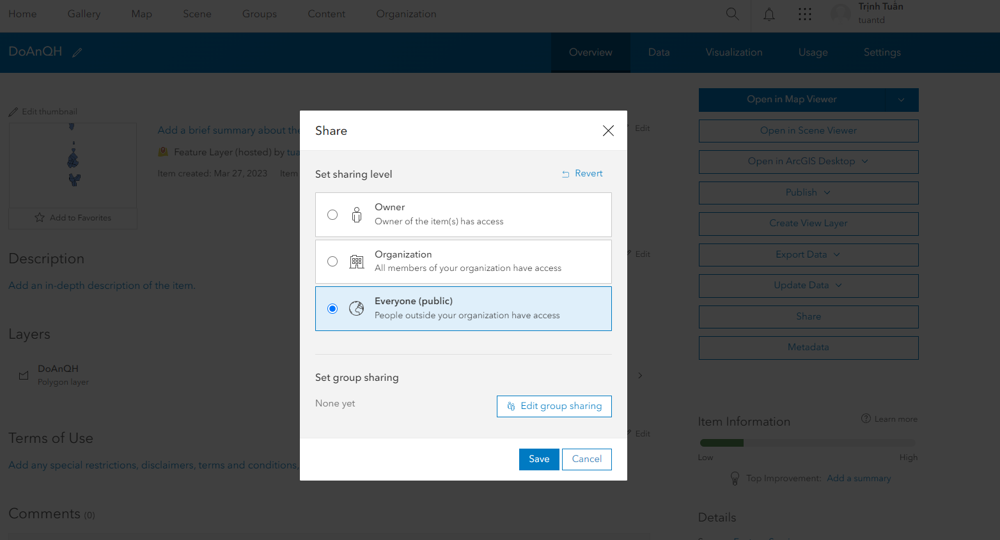 Home Gallery Map Scene Groups Content Organization
Trịnh Tuấn
tuantd
DoAnQH
Overview Data Visualization Usage Settings
Edit thumbnail
Add to Favorites
Add a brief summary about the
Edit
Feature Layer (hosted) by tua
Item created: Mar 27, 2023 Item
Description
Edit
Add an in-depth description of the item.
Layers
DoAnQH
Polygon layer
Terms of Use
Edit
Add any special restrictions, disclaimers, terms and conditions,
Comments (0)
Share
Set sharing level
Revert
Owner
Owner of the item(s) has access
Organization
All members of your organization have access
Everyone (public)
People outside your organization have access
Set group sharing
None yet
Edit group sharing
Save Cancel
Open in Map Viewer
Open in Scene Viewer
Open in ArcGIS Desktop
Publish
Create View Layer
Export Data
Update Data
Share
Metadata
Item Information
Learn more
Low High
Top Improvement: Add a summary
Details